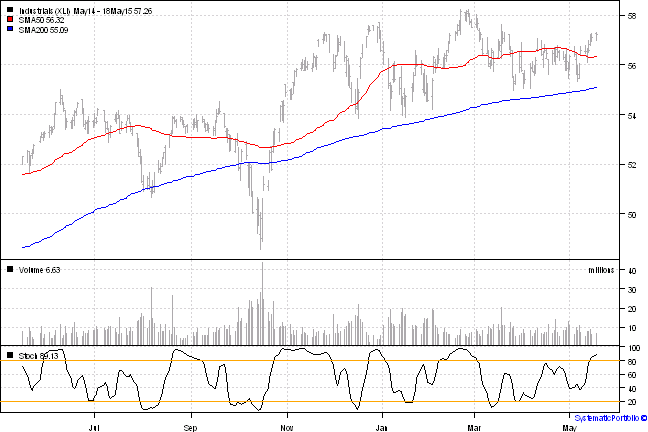 Industrials (XLI) May14 - 18May15 57.26
SMA50 56.32
SMA200 55.09
58
56
54
52
50
Volume 6.63
millions
40
30
20
10
Stoch 89.13
100
80
60
40
20
Jul
Sep
Nov
Jan
Mar
May
SystematicPortfolio ©